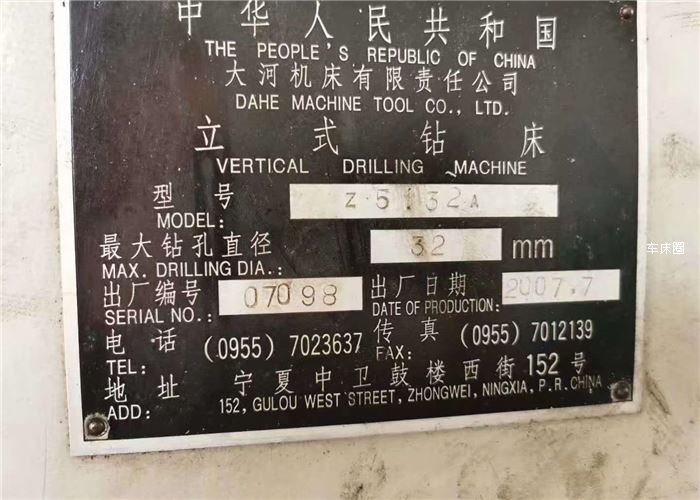 中华人民共和国
THE PEOPLE'S REPUBLIC OF CHINA
大河机床有限责任公司
DAHE MACHINE TOOL CO., LTD.
立式钻床
VERTICAL DRILLING MACHINE
型号 Z5132A
MODEL:
最大钻孔直径 32 mm
MAX. DRILLING DIA.:
出厂编号 07098 出厂日期 2007.7
SERIAL NO.: DATE OF PRODUCTION:
电话 (0955) 7023637 传真 (0955) 7012139
TEL: FAX:
地址 宁夏中卫鼓楼西街152号
ADD: 152, GULOU WEST STREET, ZHONGWEI, NINGXIA, P.R.CHINA
车床圈